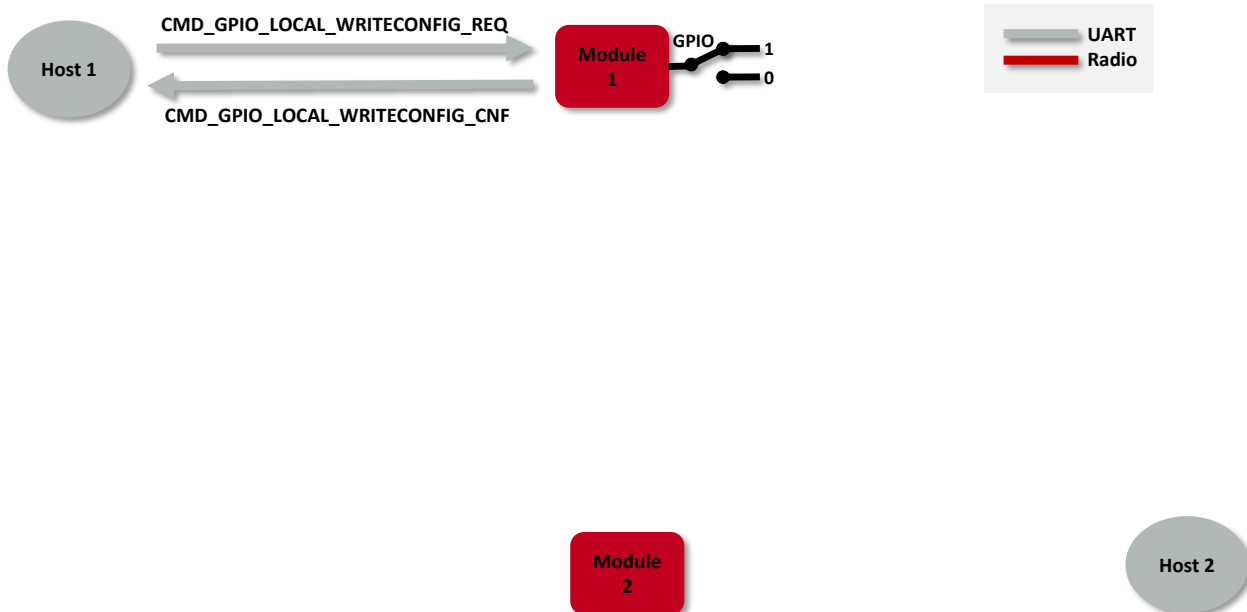 CMD_GPIO_LOCAL_WRITECONFIG_REQ
Host 1
Module
1
GPIO
1
0
CMD_GPIO_LOCAL_WRITECONFIG_CNF
UART
Radio
Module
2
Host 2